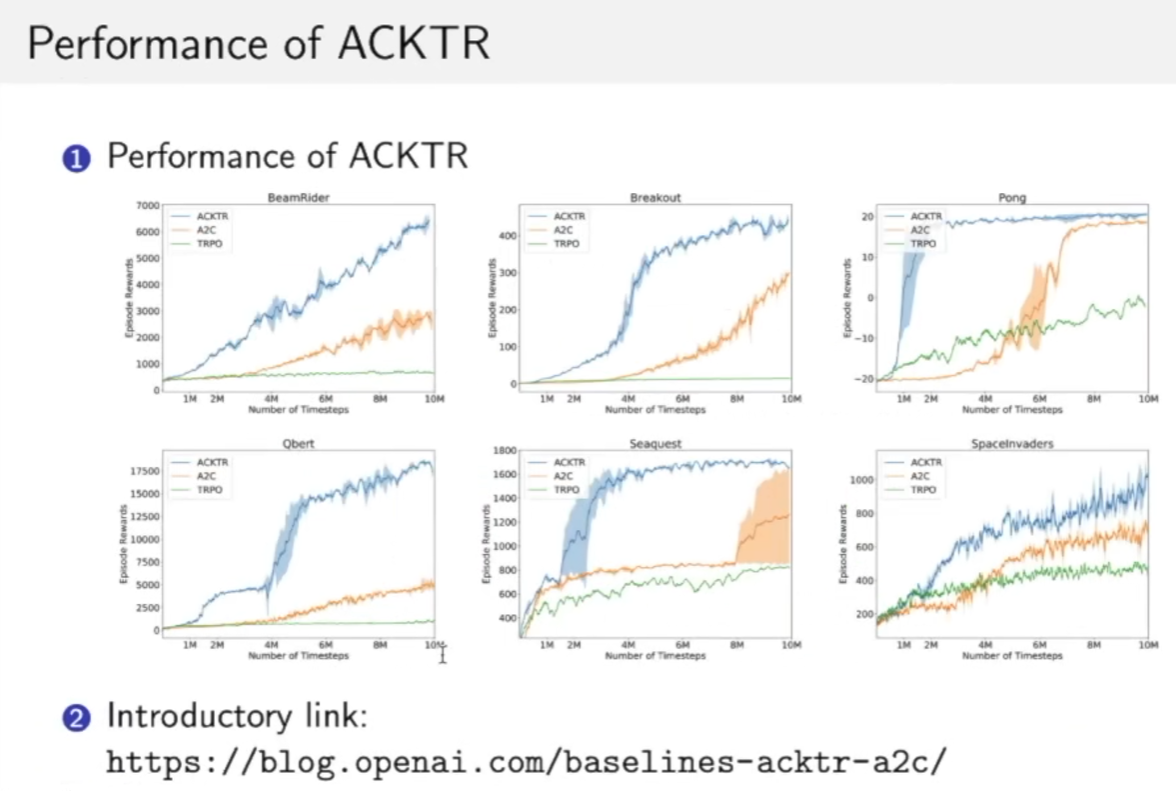 Performance of ACKTR
1 Performance of ACKTR
BeamRider
Episode Rewards
7000
6000
5000
4000
3000
2000
1000
0
ACKTR
A2C
TRPO
1M 2M 4M 6M 8M 10M
Number of Timesteps
Breakout
Episode Rewards
400
300
200
100
0
ACKTR
A2C
TRPO
1M 2M 4M 6M 8M 10M
Number of Timesteps
Pong
Episode Rewards
20
10
0
−10
−20
ACKTR
A2C
TRPO
1M 2M 4M 6M 8M 10M
Number of Timesteps
Qbert
Episode Rewards
17500
15000
12500
10000
7500
5000
2500
0
ACKTR
A2C
TRPO
1M 2M 4M 6M 8M 10M
Number of Timesteps
Seaquest
Episode Rewards
1800
1600
1400
1200
1000
800
600
400
ACKTR
A2C
TRPO
1M 2M 4M 6M 8M 10M
Number of Timesteps
SpaceInvaders
Episode Rewards
1000
800
600
400
200
ACKTR
A2C
TRPO
1M 2M 4M 6M 8M 10M
Number of Timesteps
2 Introductory link:
https://blog.openai.com/baselines-acktr-a2c/